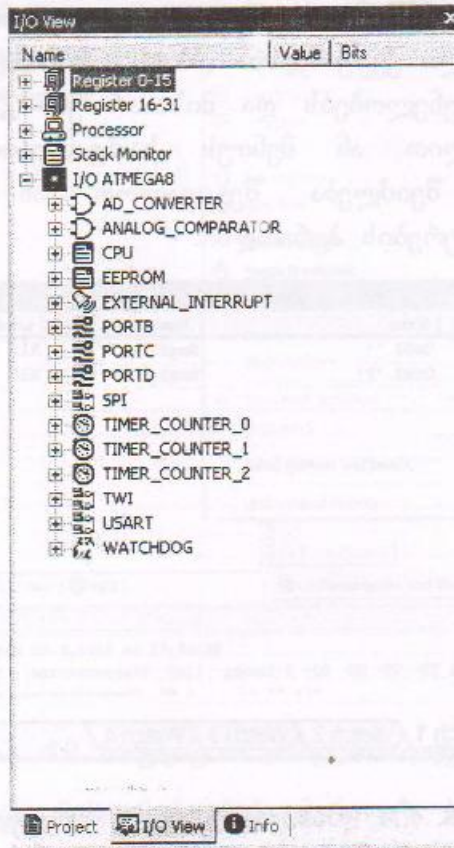 I/O View
Name Value Bits
Register 0-15
Register 16-31
Processor
Stack Monitor
I/O ATMEGA8
AD_CONVERTER
ANALOG_COMPARATOR
CPU
EEPROM
EXTERNAL_INTERRUPT
PORTB
PORTC
PORTD
SPI
TIMER_COUNTER_0
TIMER_COUNTER_1
TIMER_COUNTER_2
TWI
USART
WATCHDOG
Project I/O View Info